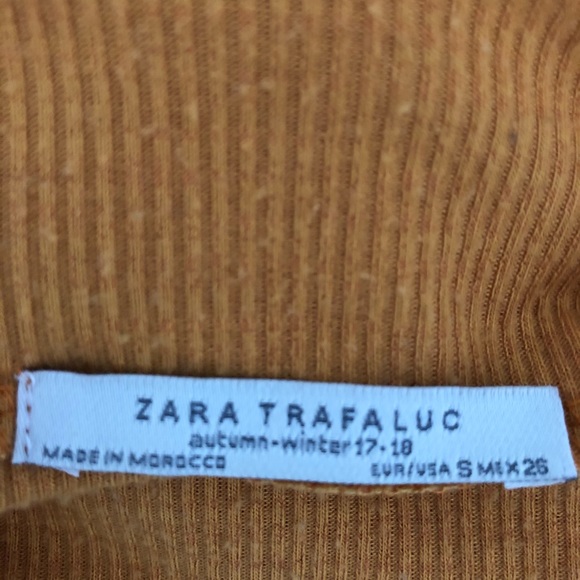 ZARA TRAFALUC
autumn-winter 17-18
MADE IN MOROCCO EUR/USA S MEX 26